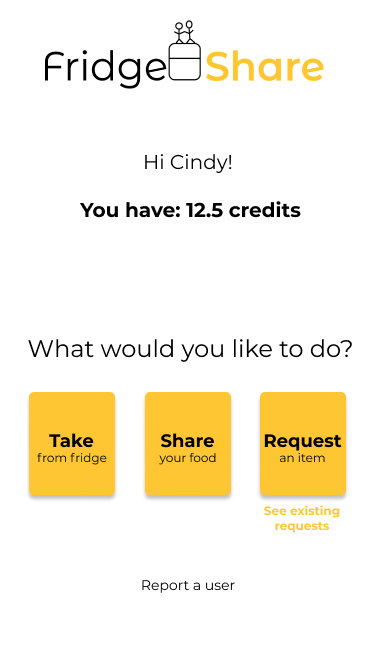 FridgeShare
Hi Cindy!
You have: 12.5 credits
What would you like to do?
Take
from fridge
Share
your food
Request
an item
See existing
requests
Report a user